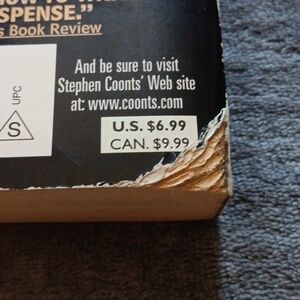 SPENSE.”
s Book Review
And be sure to visit
Stephen Coonts’ Web site
at: www.coonts.com
UPC
S
U.S. $6.99
CAN. $9.99